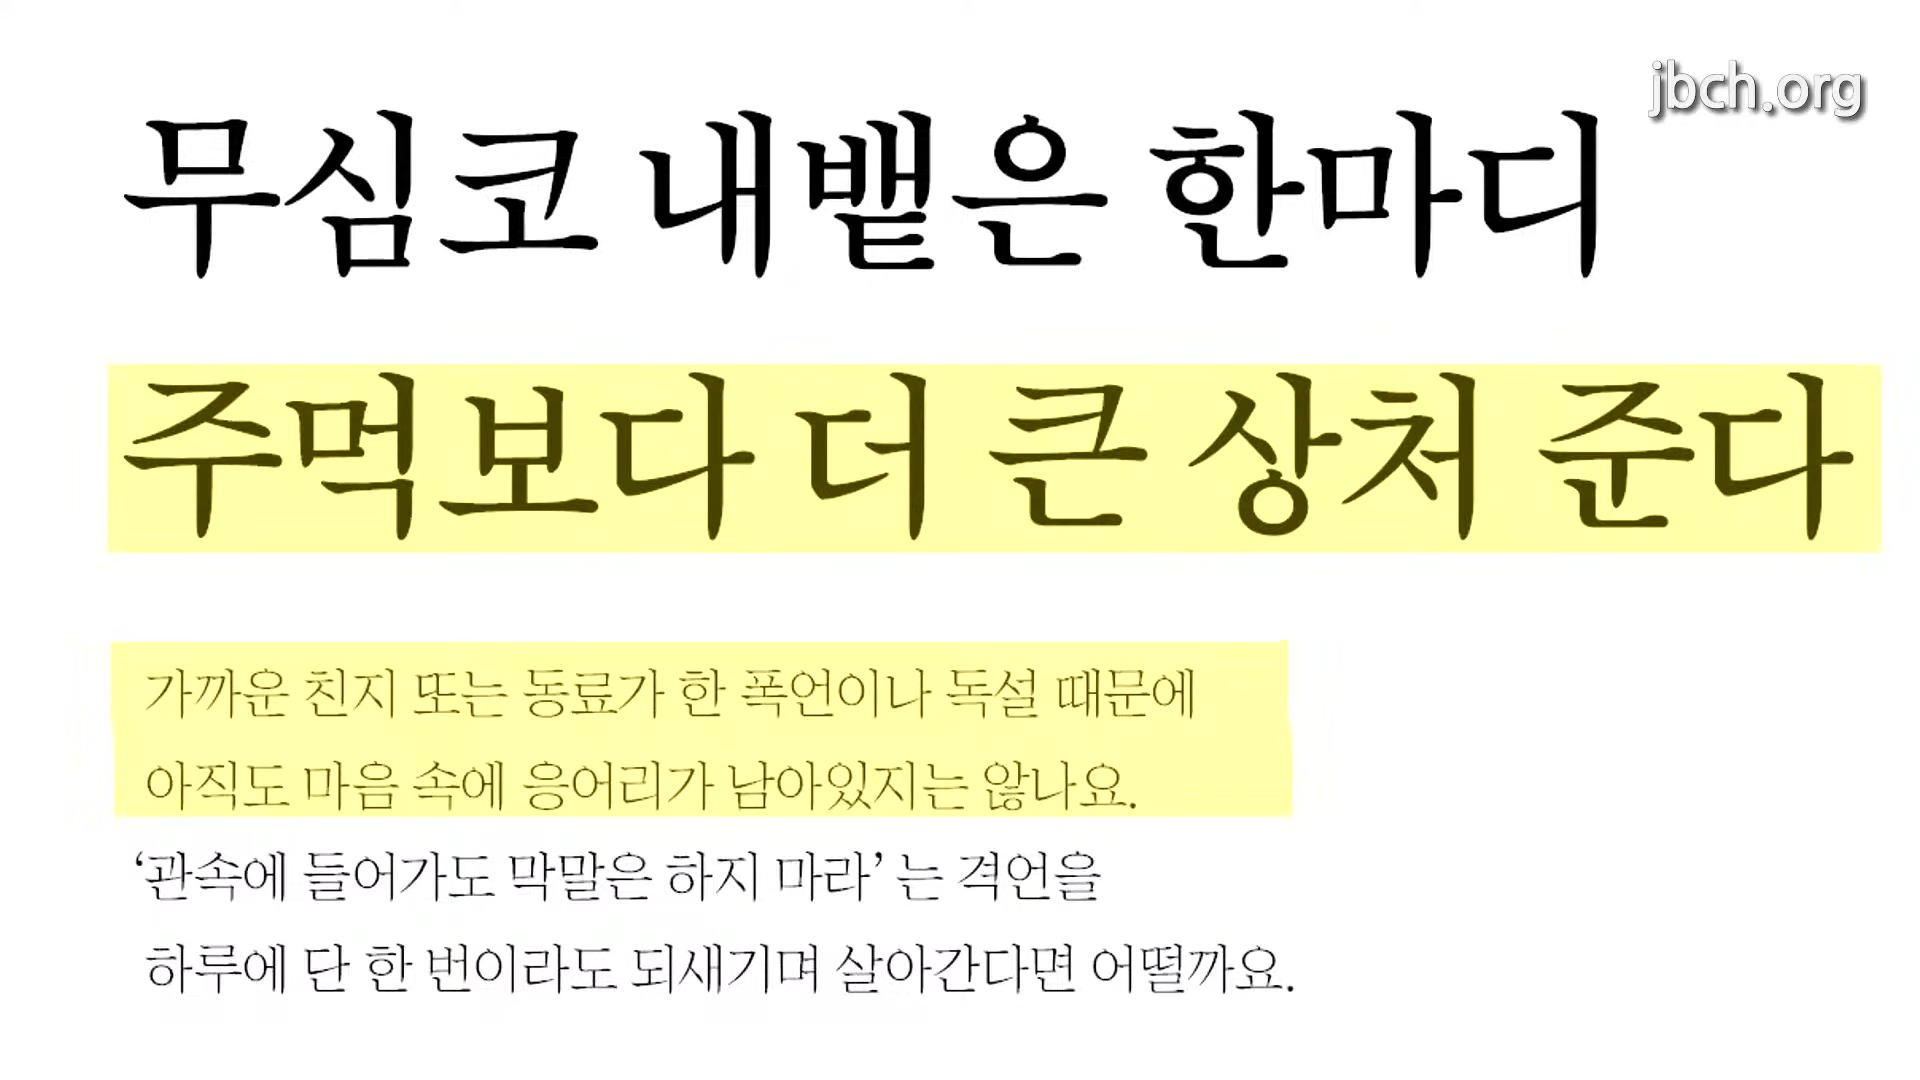 jbch.org
무심코 내뱉은 한마디
주먹보다 더 큰 상처 준다
가까운 친지 또는 동료가 한 폭언이나 독설 때문에
아직도 마음 속에 응어리가 남아있지는 않나요.
‘관속에 들어가도 막말은 하지 마라’ 는 격언을
하루에 단 한 번이라도 되새기며 살아간다면 어떨까요.